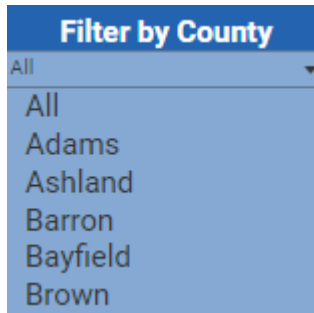 Filter by County
All
All
Adams
Ashland
Barron
Bayfield
Brown